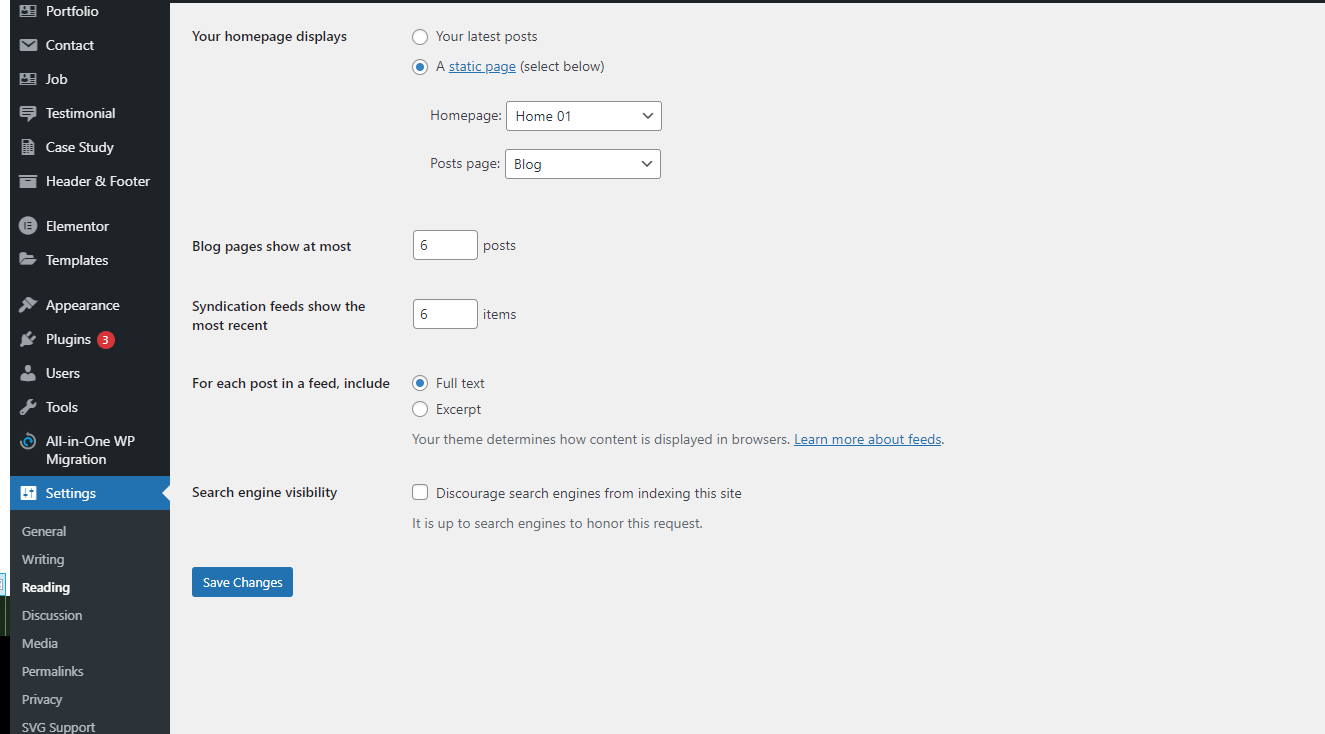 Portfolio
Contact
Job
Testimonial
Case Study
Header & Footer
Elementor
Templates
Appearance
Plugins 3
Users
Tools
All-in-One WP
Migration
Settings
General
Writing
Reading
Discussion
Media
Permalinks
Privacy
SVG Support
Your homepage displays
Your latest posts
A static page (select below)
Homepage: Home 01
Posts page: Blog
Blog pages show at most 6 posts
Syndication feeds show the
most recent
6 items
For each post in a feed, include
Full text
Excerpt
Your theme determines how content is displayed in browsers. Learn more about feeds.
Search engine visibility
Discourage search engines from indexing this site
It is up to search engines to honor this request.
Save Changes